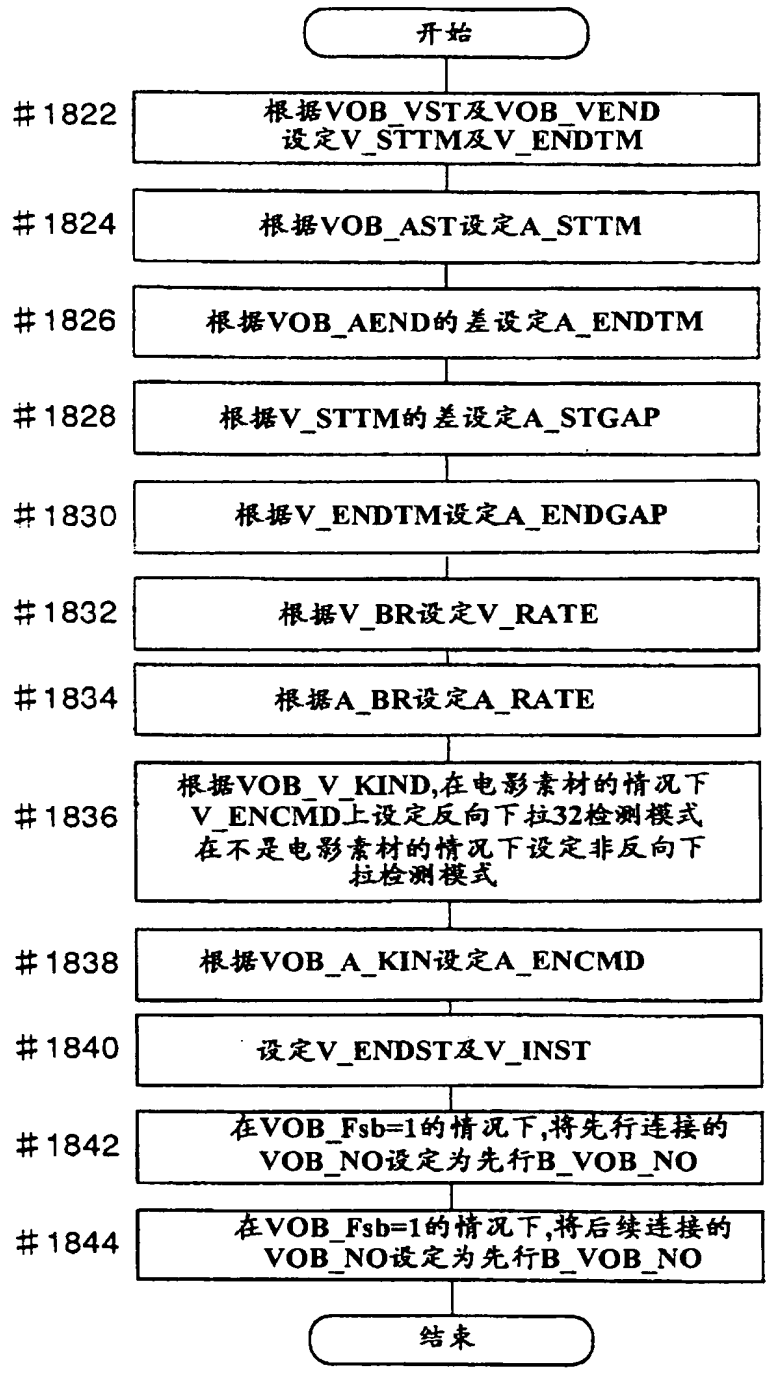 开始
#1822
根据VOB_VST及VOB_VEND
设定V_STTM及V_ENDTM
#1824
根据VOB_AST设定A_STTM
#1826
根据VOB_AEND的差设定A_ENDTM
#1828
根据V_STTM的差设定A_STGAP
#1830
根据V_ENDTM设定A_ENDGAP
#1832
根据V_BR设定V_RATE
#1834
根据A_BR设定A_RATE
#1836
根据VOB_V_KIND,在电影素材的情况下
V_ENCMD上设定反向下拉32检测模式
在不是电影素材的情况下设定非反向下
拉检测模式
#1838
根据VOB_A_KIN设定A_ENCMD
#1840
设定V_ENDST及V_INST
#1842
在VOB_Fsb=1的情况下,将先行连接的
VOB_NO设定为先行B_VOB_NO
#1844
在VOB_Fsb=1的情况下,将后续连接的
VOB_NO设定为先行B_VOB_NO
结束